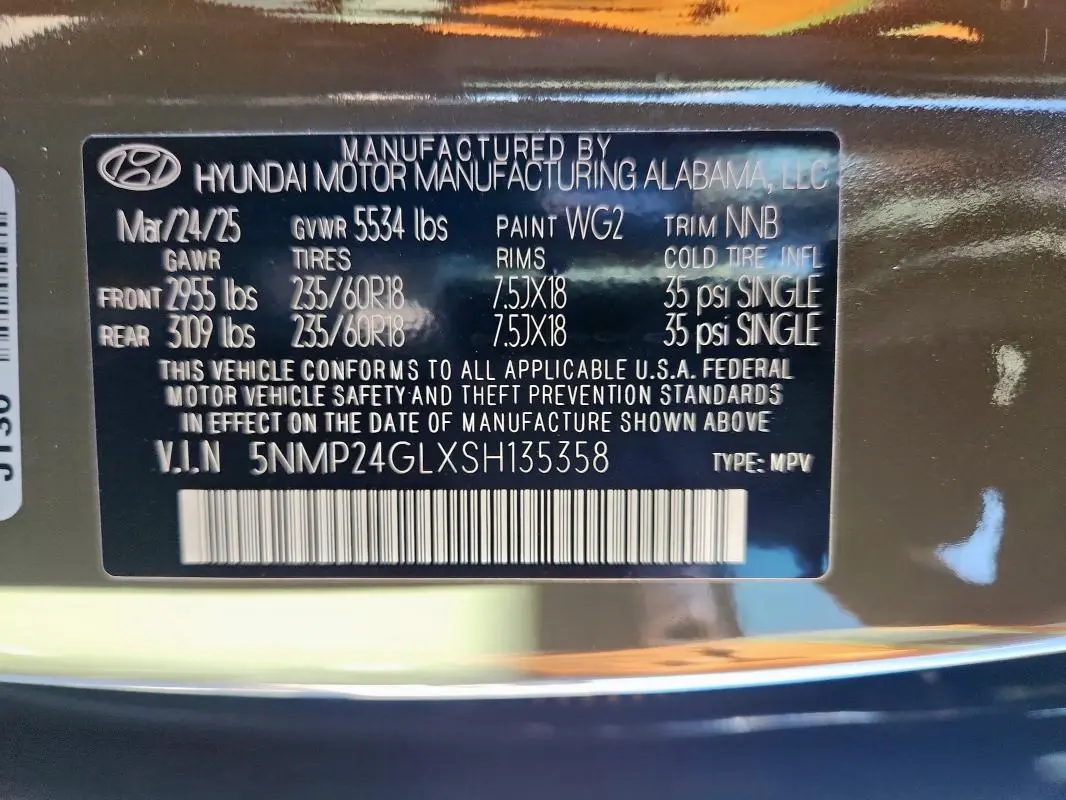 MANUFACTURED BY
HYUNDAI MOTOR MANUFACTURING ALABAMA, LLC
Mar/24/25 GVWR 5534 lbs PAINT WG2 TRIM NNB
GAWR TIRES RIMS COLD TIRE INFL
FRONT 2955 lbs 235/60R18 7.5JX18 35 psi SINGLE
REAR 3109 lbs 235/60R18 7.5JX18 35 psi SINGLE
THIS VEHICLE CONFORMS TO ALL APPLICABLE U.S.A. FEDERAL
MOTOR VEHICLE SAFETY AND THEFT PREVENTION STANDARDS
IN EFFECT ON THE DATE OF MANUFACTURE SHOWN ABOVE
V.I.N 5NMP24GLXSH135358 TYPE: MPV